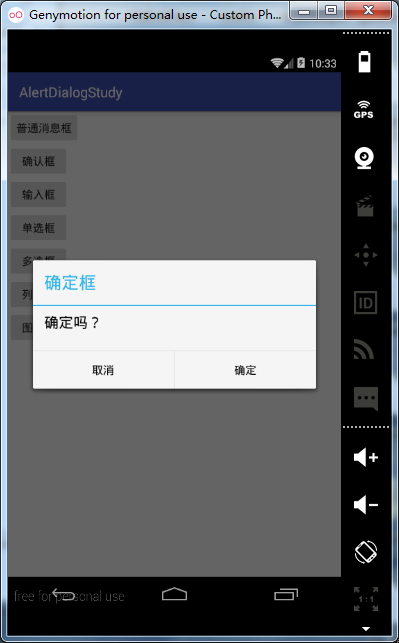 Genymotion for personal use - Custom Ph...
10:33
AlertDialogStudy
GPS
普通消息框
确认框
输入框
单选框
多选框
列
图
确定框
确定吗？
取消
确定
ID
free for personal use
1:1